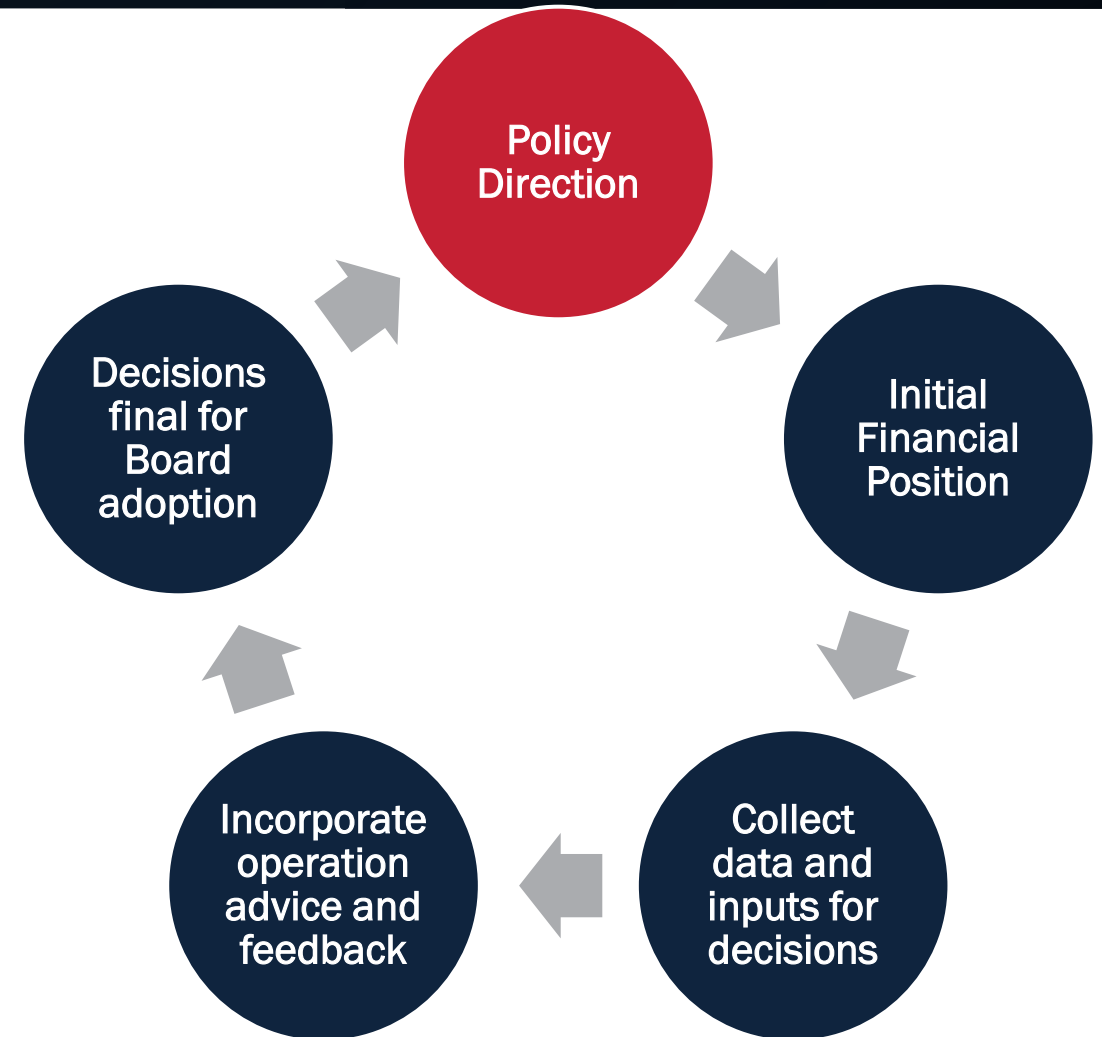 Policy
Direction
Initial
Financial
Position
Collect
data and
inputs for
decisions
Incorporate
operation
advice and
feedback
Decisions
final for
Board
adoption